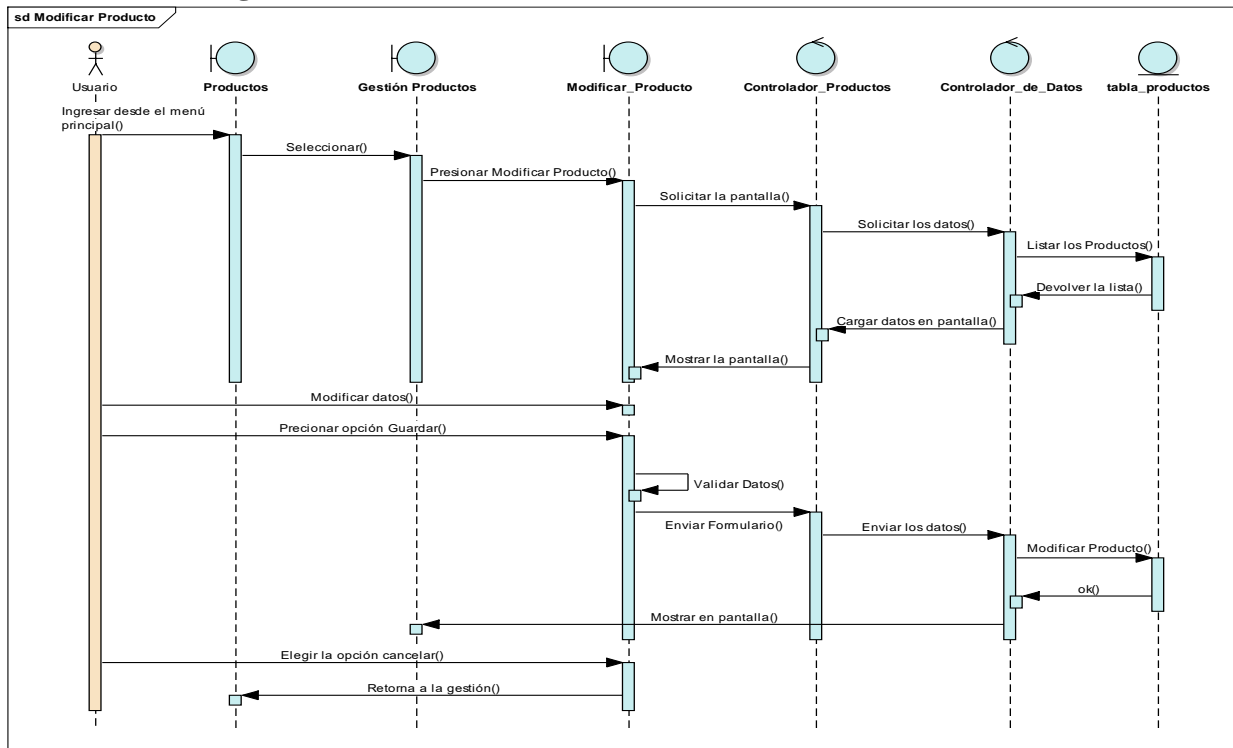 sd Modificar Producto
Usuario
Productos
Gestión Productos
Modificar_Producto
Controlador_Productos
Controlador_de_Datos
tabla_productos
Ingresar desde el menú
principal()
Seleccionar()
Presionar Modificar Producto()
Solicitar la pantalla()
Solicitar los datos()
Listar los Productos()
Devolver la lista()
Cargar datos en pantalla()
Mostrar la pantalla()
Modificar datos()
Precionar opción Guardar()
Validar Datos()
Enviar Formulario()
Enviar los datos()
Modificar Producto()
ok()
Mostrar en pantalla()
Elegir la opción cancelar()
Retorna a la gestión()